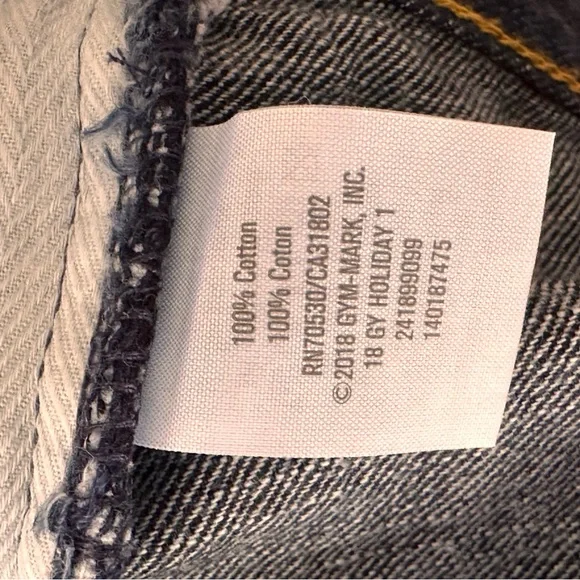 100% Cotton
100% Coton
RN70530/CA31802
©2018 GYM-MARK, INC.
18 GY HOLIDAY 1
241899099
140187475